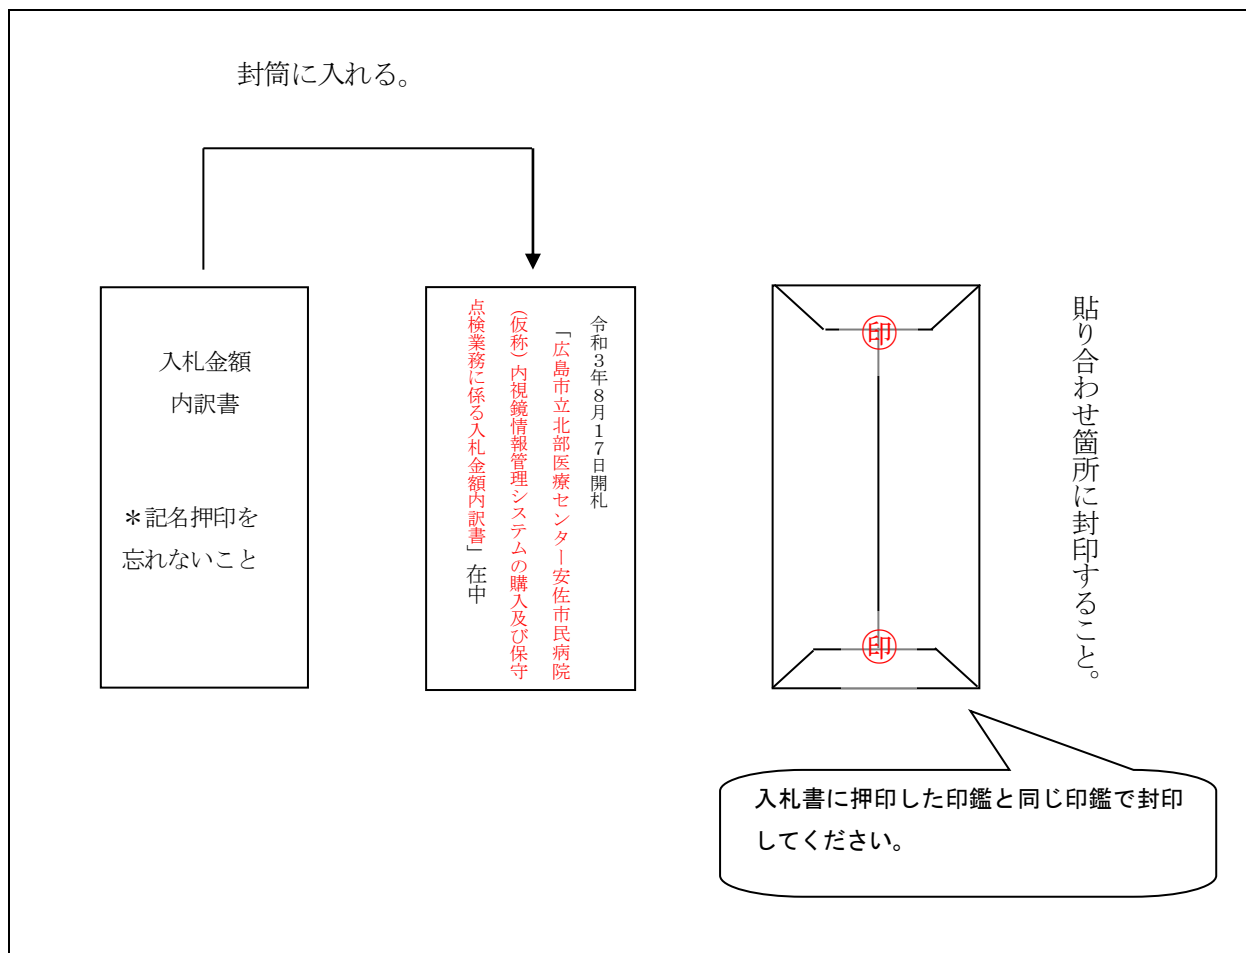 封筒に入れる。
入札金額
内訳書
＊記名押印を
忘れないこと
令和３年８月１７日開札
「広島市立北部医療センター安佐市民病院
（仮称）内視鏡情報管理システムの購入及び保守
点検業務に係る入札金額内訳書」在中
印
印
貼り合わせ箇所に封印すること。
入札書に押印した印鑑と同じ印鑑で封印
してください。